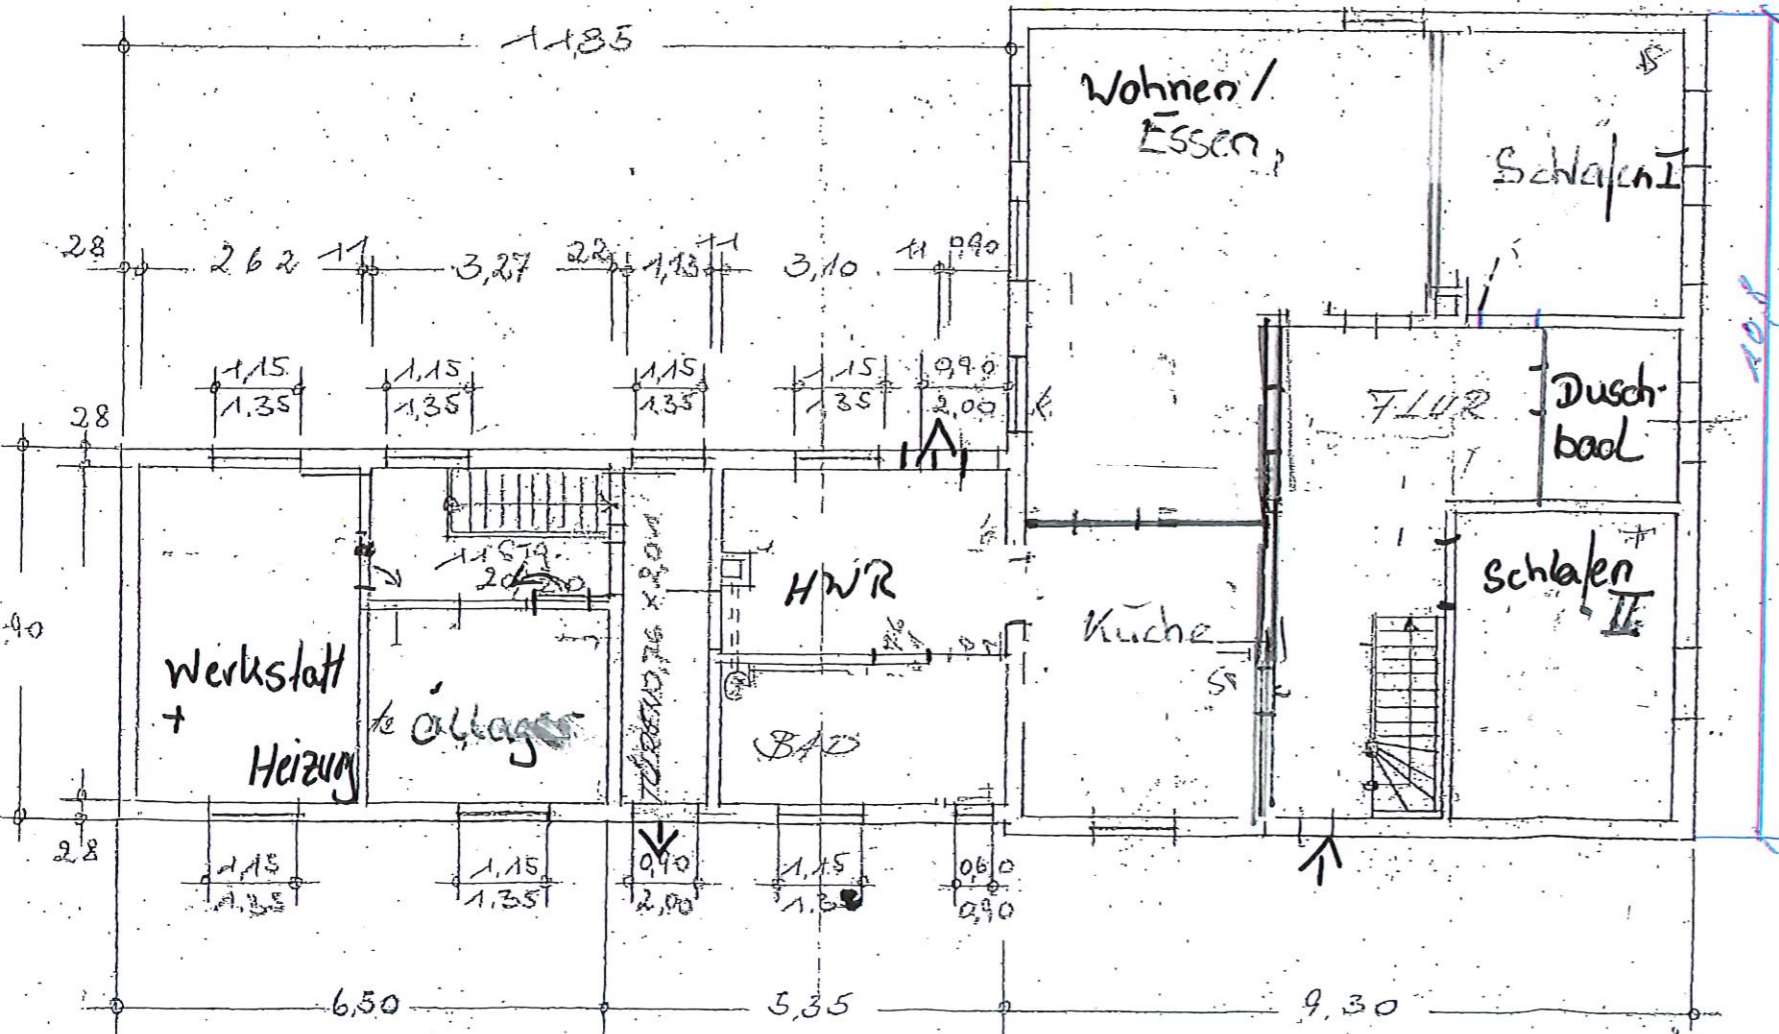 11,85
Wohnen/
Essen
Schlafen I
28
2 62
11
3,27
22
1,13
11
3,10
11
0,90
1,15
1,35
1,15
1,35
1,15
1,35
1,15
1,35
0,90
2,00
28
FLUR
Dusch-
bad
11 STG.
HWR
Schlafen
II
Küche
Werkstatt
+
Heizung
Öllager
BAD
90
28
1,15
1,35
1,15
1,35
0,90
2,00
1,15
0,60
0,90
6,50
5,35
9,30